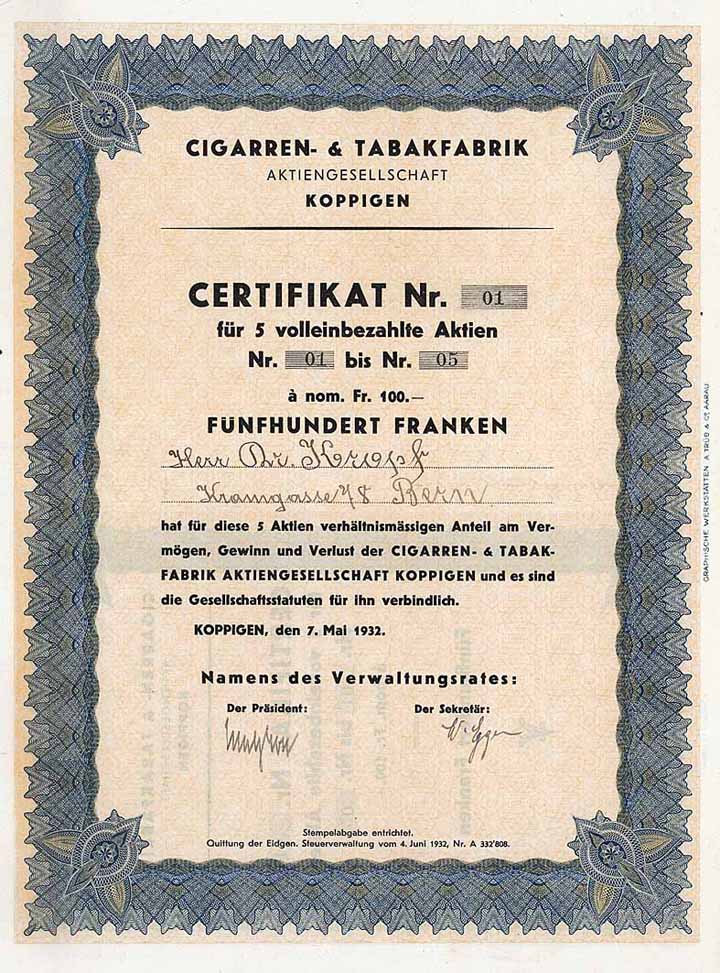 CIGARREN- & TABAKFABRIK
AKTIENGESELLSCHAFT
KOPPIGEN
CERTIFIKAT Nr. 01
für 5 volleinbezahlte Aktien
Nr. 01 bis Nr. 05
à nom. Fr. 100.—
FÜNFHUNDERT FRANKEN
Herr Dr. Kropf
Kramgasse 78 Bern
hat für diese 5 Aktien verhältnismässigen Anteil am Ver-
mögen, Gewinn und Verlust der CIGARREN- & TABAK-
FABRIK AKTIENGESELLSCHAFT KOPPIGEN und es sind
die Gesellschaftsstatuten für ihn verbindlich.
KOPPIGEN, den 7. Mai 1932.
Namens des Verwaltungsrates:
Der Präsident: Der Sekretär:
Stempelabgabe entrichtet.
Quittung der Eidgen. Steuerverwaltung vom 4. Juni 1932, Nr. A 332'808.
GRAPHISCHE WERKSTÄTTEN A. TRÜB & Cie AARAU